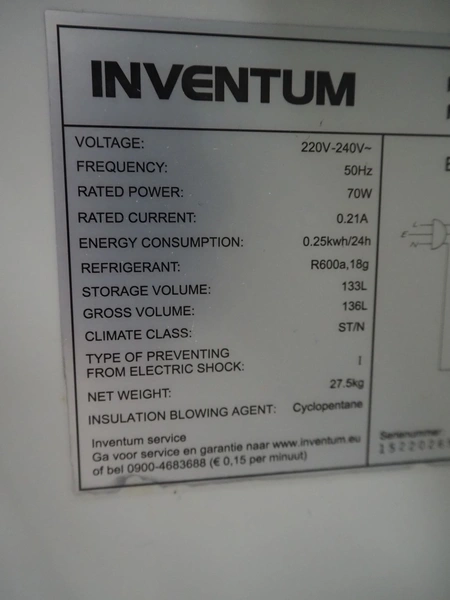 INVENTUM
VOLTAGE: 220V-240V~
FREQUENCY: 50Hz
RATED POWER: 70W
RATED CURRENT: 0.21A
ENERGY CONSUMPTION: 0.25kwh/24h
REFRIGERANT: R600a,18g
STORAGE VOLUME: 133L
GROSS VOLUME: 136L
CLIMATE CLASS: ST/N
TYPE OF PREVENTING
FROM ELECTRIC SHOCK: I
NET WEIGHT: 27.5kg
INSULATION BLOWING AGENT: Cyclopentane
Inventum service
Ga voor service en garantie naar www.inventum.eu
of bel 0900-4683688 (€ 0,15 per minuut)
L
E
N
Serienummer